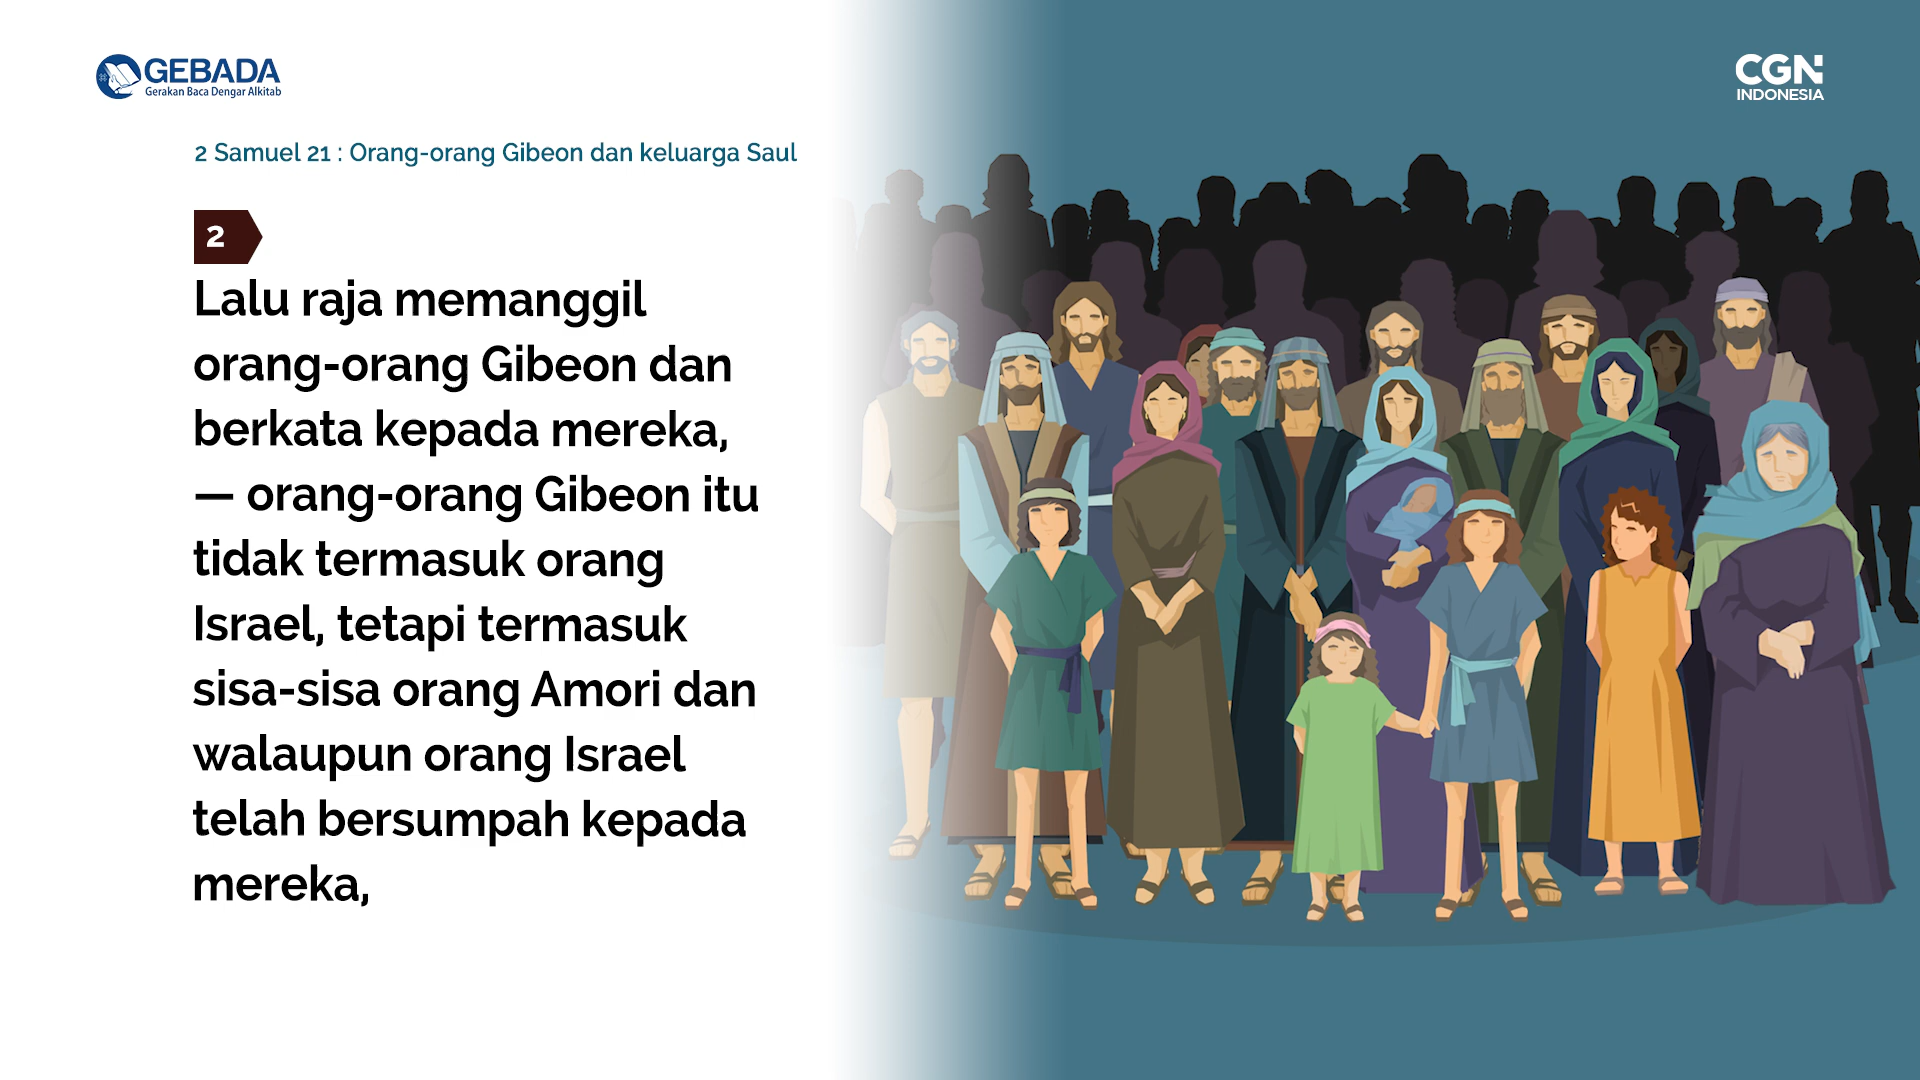 GEBADA
Gerakan Baca Dengar Alkitab
CGN
INDONESIA
2 Samuel 21 : Orang-orang Gibeon dan keluarga Saul
2
Lalu raja memanggil
orang-orang Gibeon dan
berkata kepada mereka,
— orang-orang Gibeon itu
tidak termasuk orang
Israel, tetapi termasuk
sisa-sisa orang Amori dan
walaupun orang Israel
telah bersumpah kepada
mereka,